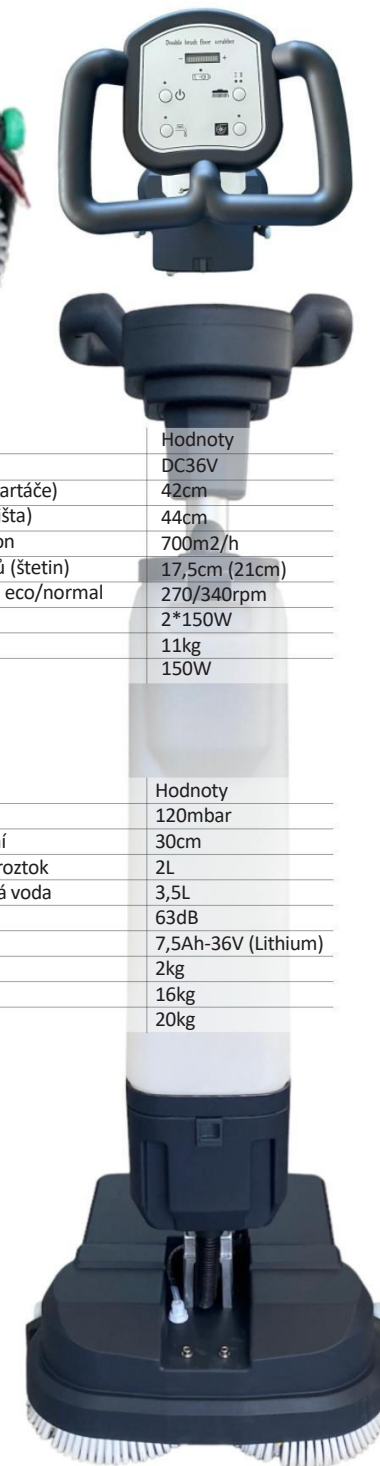 Double brush floor scrubber
- +
Hodnoty
DC36V
artáče) 42cm
išta) 44cm
on 700m2/h
ů (štetin) 17,5cm (21cm)
eco/normal 270/340rpm
2*150W
11kg
150W
Hodnoty
120mbar
í 30cm
roztok 2L
á voda 3,5L
63dB
7,5Ah-36V (Lithium)
2kg
16kg
20kg